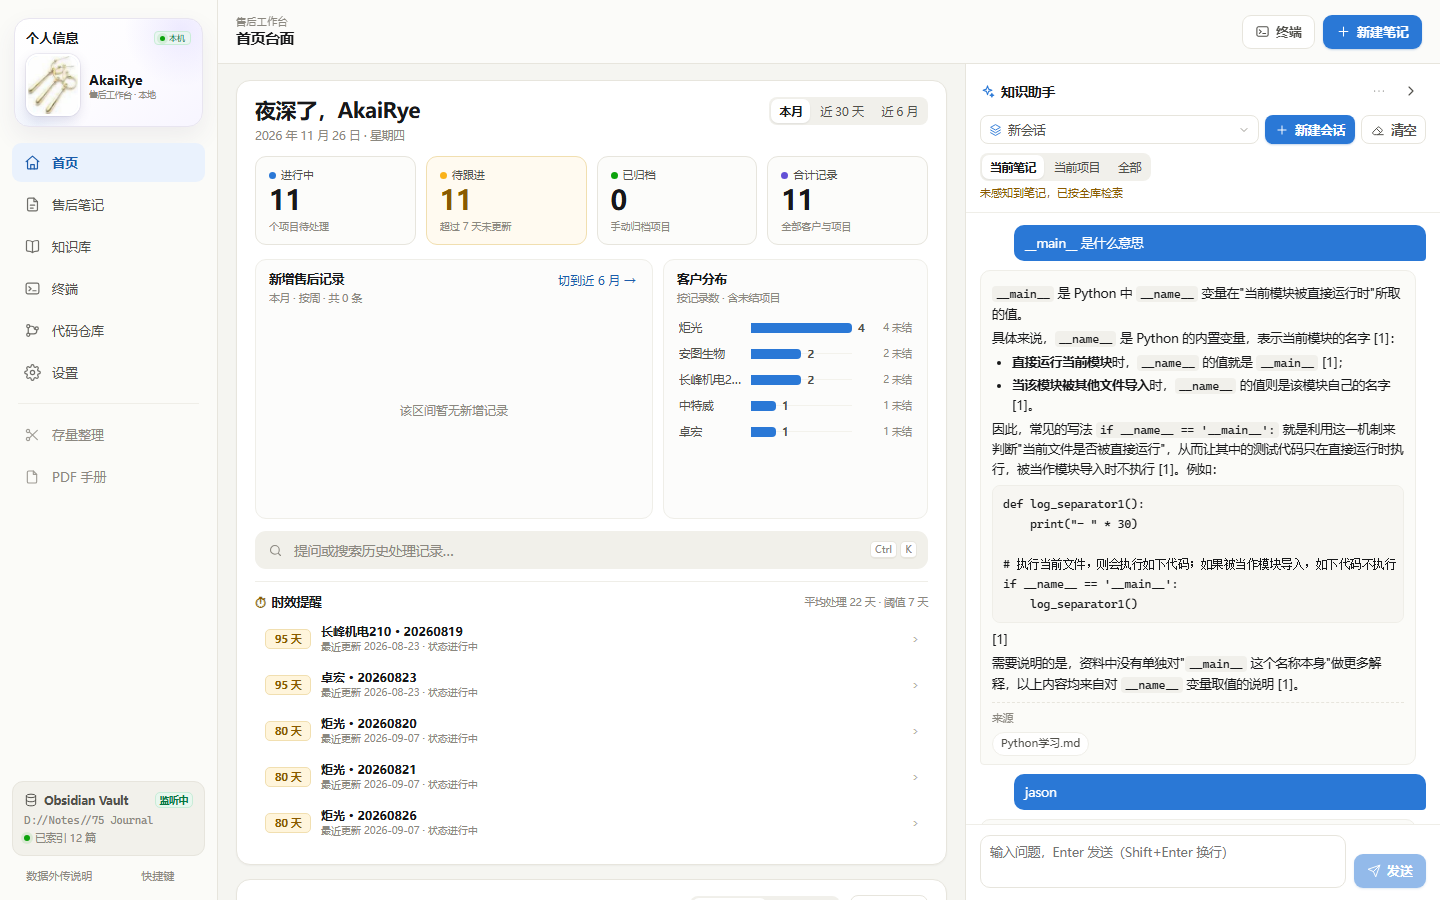 个人信息
本机
AkaiRye
售后工作台 · 本地
首页
售后笔记
知识库
终端
代码仓库
设置
存量整理
PDF 手册
Obsidian Vault
监听中
D://Notes//75 Journal
已索引 12 篇
数据外传说明
快捷键
售后工作台
首页台面
终端
新建笔记
夜深了，AkaiRye
2026 年 11 月 26 日 · 星期四
本月
近 30 天
近 6 月
进行中
11
个项目待处理
待跟进
11
超过 7 天未更新
已归档
0
手动归档项目
合计记录
11
全部客户与项目
新增售后记录
本月 · 按周 · 共 0 条
切到近 6 月 →
该区间暂无新增记录
客户分布
按记录数 · 含未结项目
炬光 4 4 未结
安图生物 2 2 未结
长峰机电2... 2 2 未结
中特威 1 1 未结
卓宏 1 1 未结
提问或搜索历史处理记录...
Ctrl K
时效提醒
平均处理 22 天 · 阈值 7 天
95 天
长峰机电210 • 20260819
最近更新 2026-08-23 · 状态进行中
95 天
卓宏 • 20260823
最近更新 2026-08-23 · 状态进行中
80 天
炬光 • 20260820
最近更新 2026-09-07 · 状态进行中
80 天
炬光 • 20260821
最近更新 2026-09-07 · 状态进行中
80 天
炬光 • 20260826
最近更新 2026-09-07 · 状态进行中
知识助手
新会话
新建会话
清空
当前笔记
当前项目
全部
未感知到笔记，已按全库检索
__main__ 是什么意思
__main__ 是 Python 中 __name__ 变量在"当前模块被直接运行时"所取
的值。
具体来说，__name__ 是 Python 的内置变量，表示当前模块的名字 [1]：
• 直接运行当前模块时，__name__ 的值就是 __main__ [1]；
• 当该模块被其他文件导入时，__name__ 的值则是该模块自己的名字
[1]。
因此，常见的写法 if __name__ == '__main__': 就是利用这一机制来
判断"当前文件是否被直接运行"，从而让其中的测试代码只在直接运行时执
行，被当作模块导入时不执行 [1]。例如：
def log_separator1():
    print("- " * 30)
# 执行当前文件，则会执行如下代码；如果被当作模块导入，如下代码不执行
if __name__ == '__main__':
    log_separator1()
[1]
需要说明的是，资料中没有单独对"__main__ 这个名称本身"做更多解
释，以上内容均来自对 __name__ 变量取值的说明 [1]。
来源
Python学习.md
jason
输入问题，Enter 发送（Shift+Enter 换行）
发送